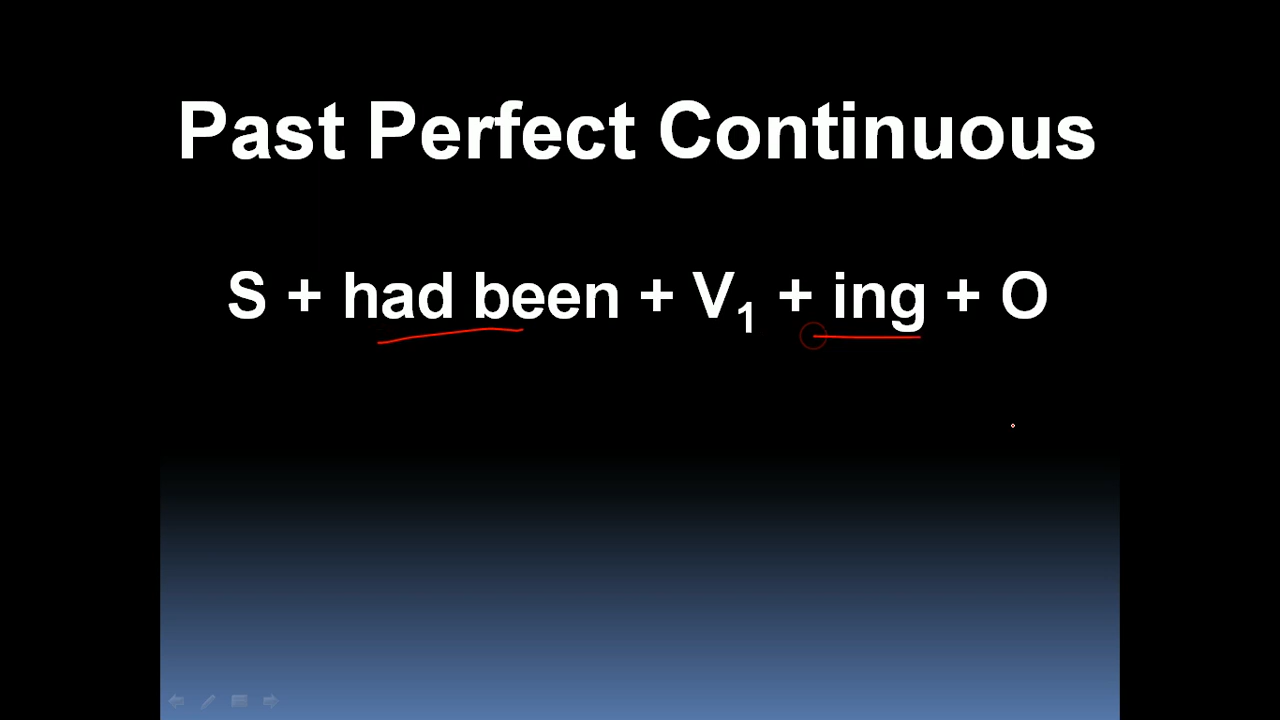 Past Perfect Continuous
S + had been + V₁ + ing + O